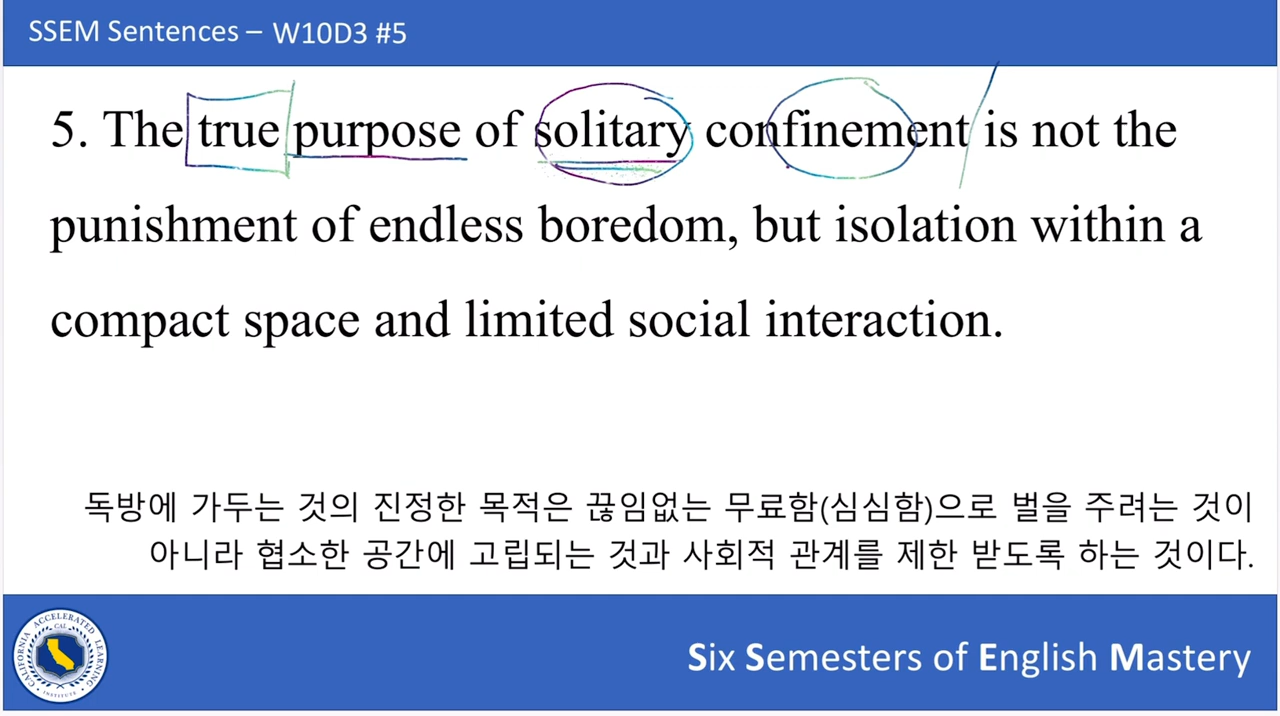 SSEM Sentences – W10D3 #5
5. The true purpose of solitary confinement is not the
punishment of endless boredom, but isolation within a
compact space and limited social interaction.
독방에 가두는 것의 진정한 목적은 끊임없는 무료함(심심함)으로 벌을 주려는 것이
아니라 협소한 공간에 고립되는 것과 사회적 관계를 제한 받도록 하는 것이다.
CALIFORNIA ACCELERATED LEARNING
CAL
INSTITUTE
Six Semesters of English Mastery